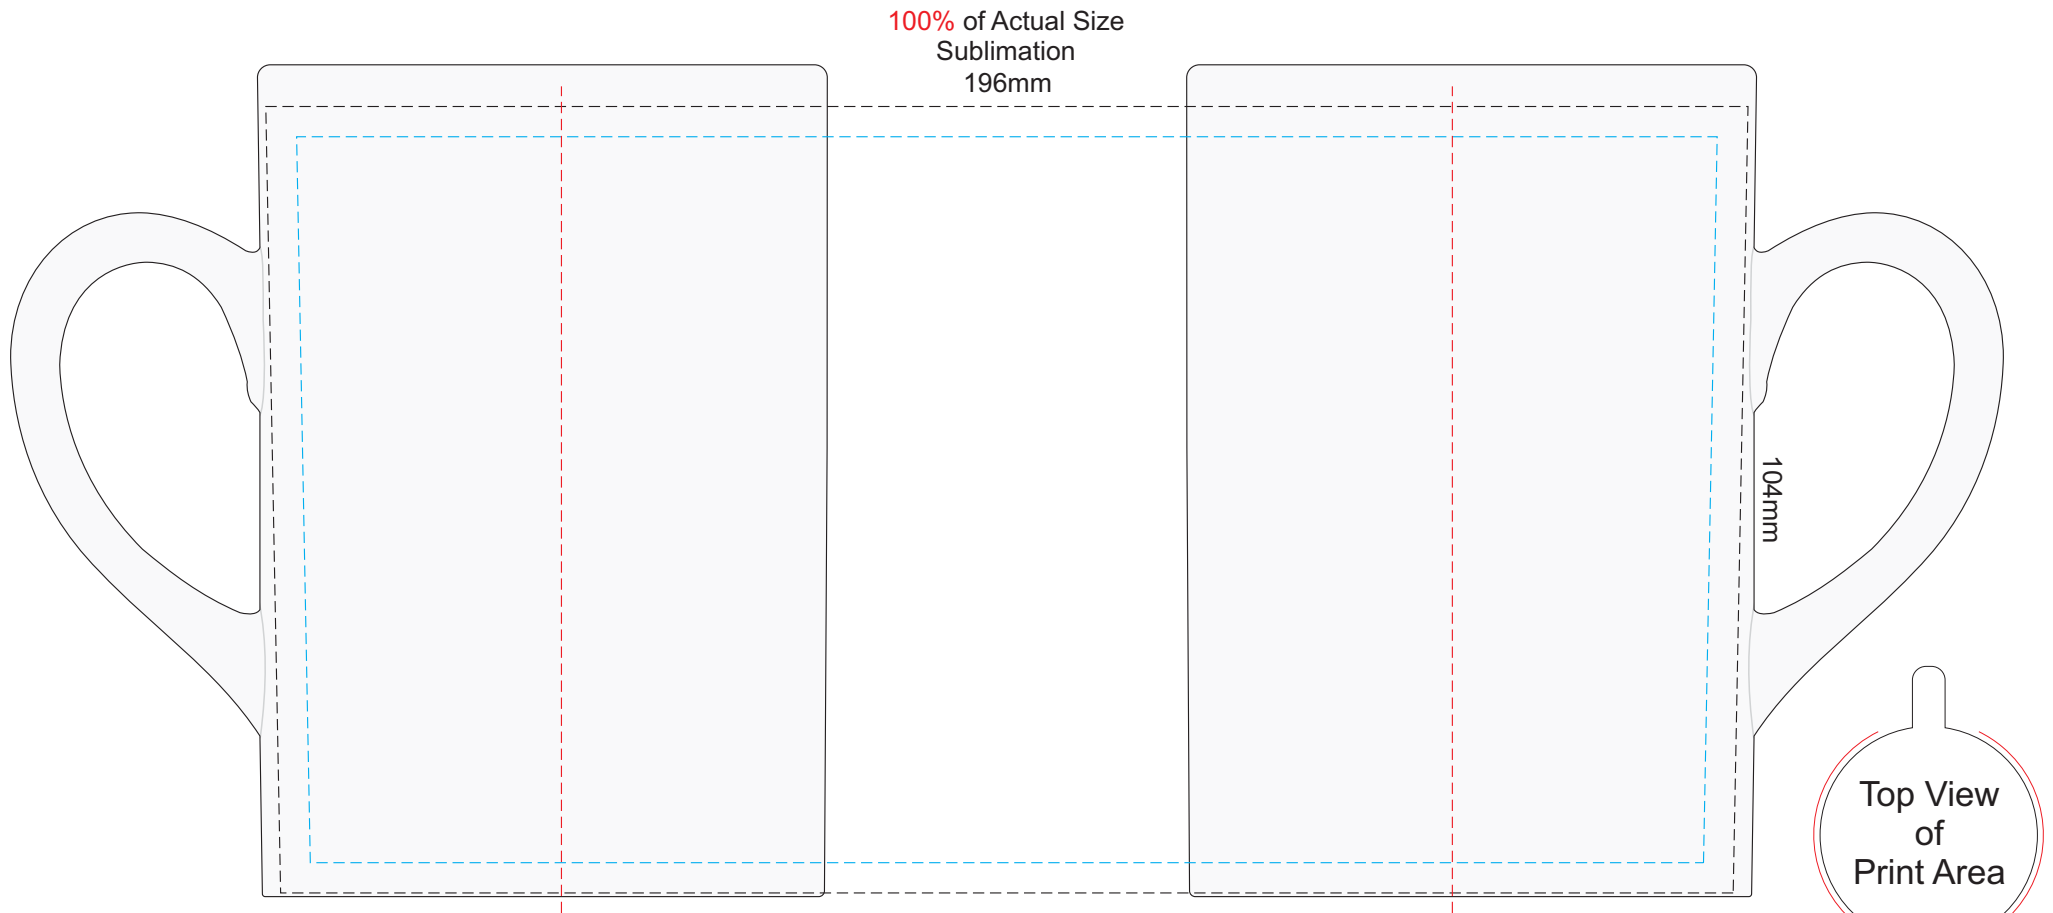 100% of Actual Size
Sublimation
196mm
104mm
Top View
of
Print Area